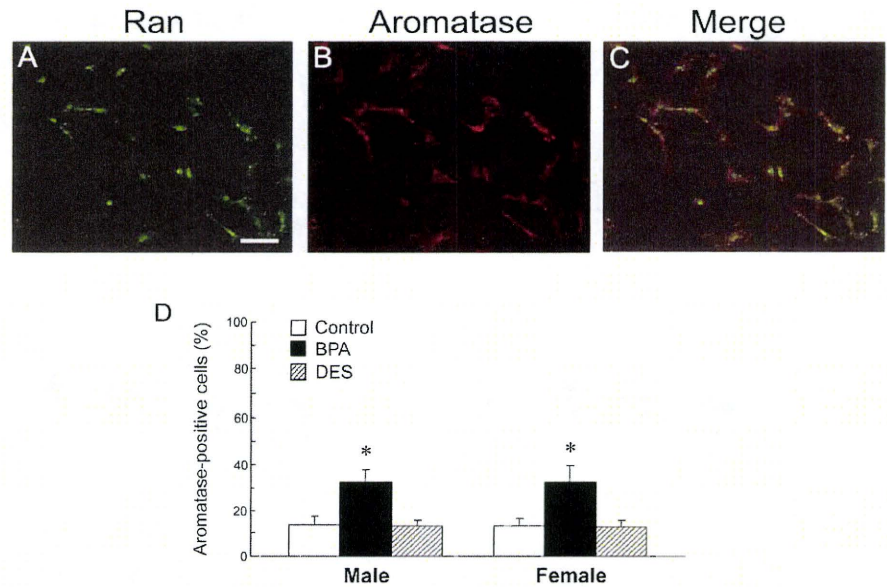 Ran Aromatase Merge
A B C
D
Aromatase-positive cells (%)
100
80
60
40
20
0
Control
BPA
DES
* *
Male Female